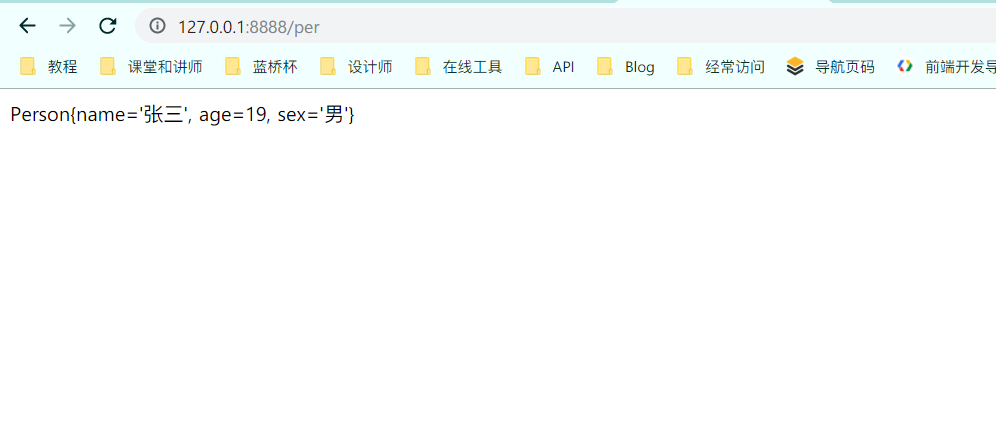 127.0.0.1:8888/per
教程 课堂和讲师 蓝桥杯 设计师 在线工具 API Blog 经常访问 导航页码 前端开发导
Person{name='张三', age=19, sex='男'}